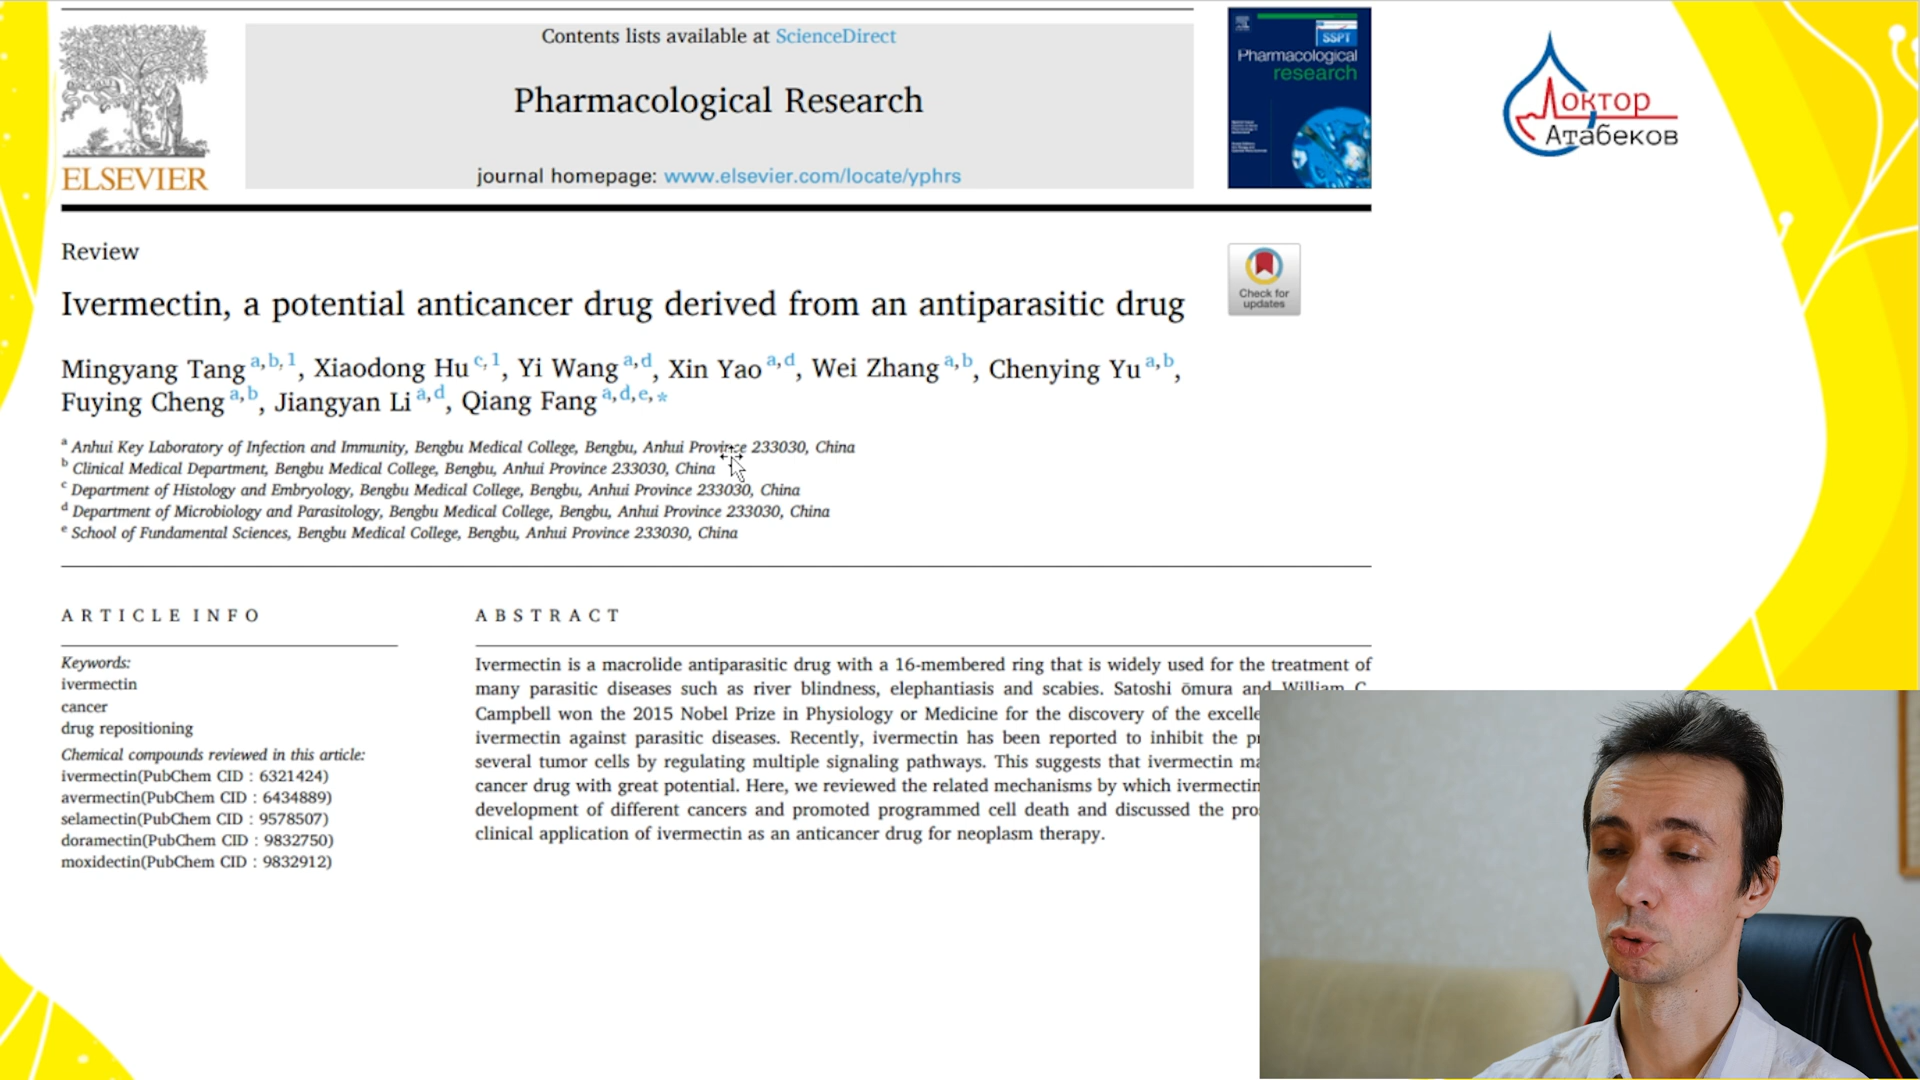 Contents lists available at ScienceDirect
Pharmacological Research
journal homepage: www.elsevier.com/locate/yphrs
ELSEVIER
SSPT
Pharmacological
research
Доктор
Атабеков
Review
Check for
updates
Ivermectin, a potential anticancer drug derived from an antiparasitic drug
Mingyang Tang a,b,1, Xiaodong Hu c,1, Yi Wang a,d, Xin Yao a,d, Wei Zhang a,b, Chenying Yu a,b,
Fuying Cheng a,b, Jiangyan Li a,d, Qiang Fang a,d,e,*
a Anhui Key Laboratory of Infection and Immunity, Bengbu Medical College, Bengbu, Anhui Province 233030, China
b Clinical Medical Department, Bengbu Medical College, Bengbu, Anhui Province 233030, China
c Department of Histology and Embryology, Bengbu Medical College, Bengbu, Anhui Province 233030, China
d Department of Microbiology and Parasitology, Bengbu Medical College, Bengbu, Anhui Province 233030, China
e School of Fundamental Sciences, Bengbu Medical College, Bengbu, Anhui Province 233030, China
ARTICLE INFO
Keywords:
ivermectin
cancer
drug repositioning
Chemical compounds reviewed in this article:
ivermectin(PubChem CID : 6321424)
avermectin(PubChem CID : 6434889)
selamectin(PubChem CID : 9578507)
doramectin(PubChem CID : 9832750)
moxidectin(PubChem CID : 9832912)
ABSTRACT
Ivermectin is a macrolide antiparasitic drug with a 16-membered ring that is widely used for the treatment of
many parasitic diseases such as river blindness, elephantiasis and scabies. Satoshi ōmura and William C.
Campbell won the 2015 Nobel Prize in Physiology or Medicine for the discovery of the
ivermectin against parasitic diseases. Recently, ivermectin has been reported to inhibit the
several tumor cells by regulating multiple signaling pathways. This suggests that ivermectin
cancer drug with great potential. Here, we reviewed the related mechanisms by which ivermectin
development of different cancers and promoted programmed cell death and discussed the
clinical application of ivermectin as an anticancer drug for neoplasm therapy.